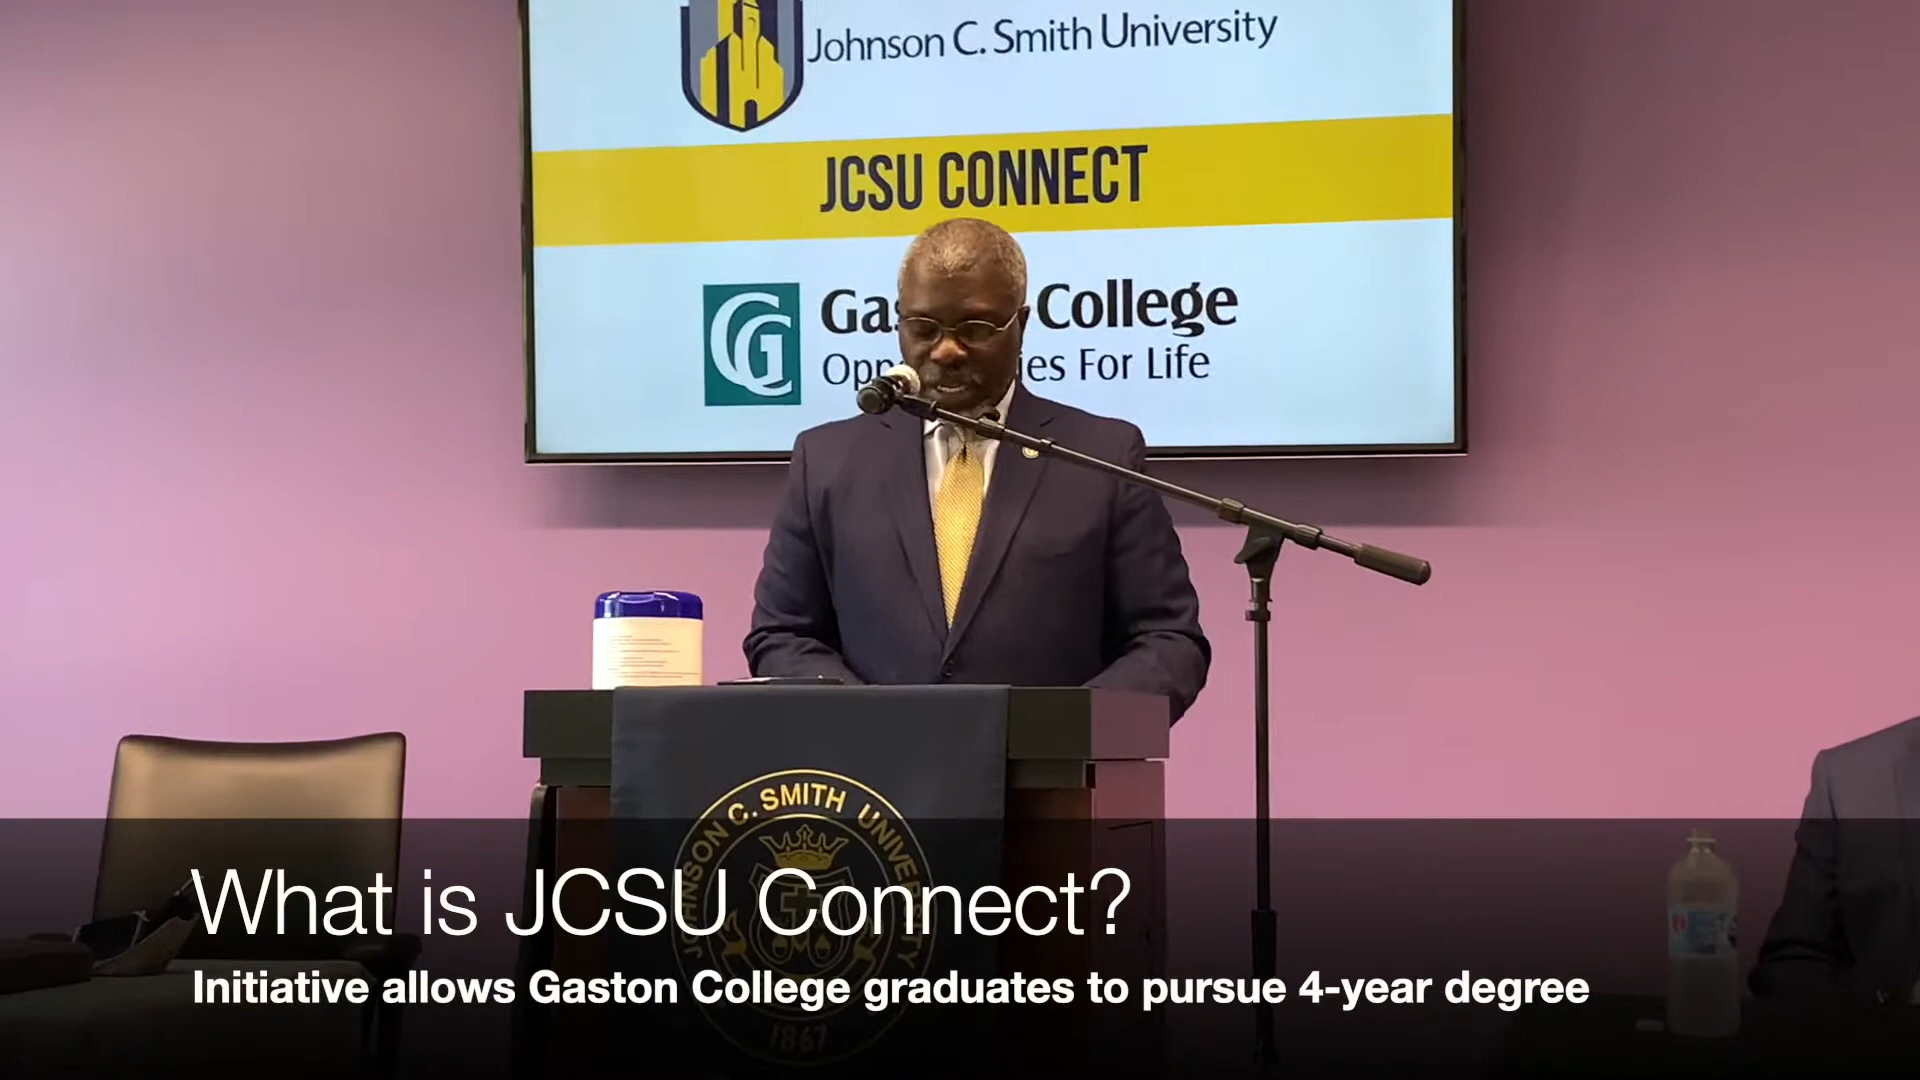 Johnson C. Smith University
JCSU CONNECT
Gas College
Opp ies For Life
JOHNSON C. SMITH UNIVERSITY
1867
What is JCSU Connect?
Initiative allows Gaston College graduates to pursue 4-year degree